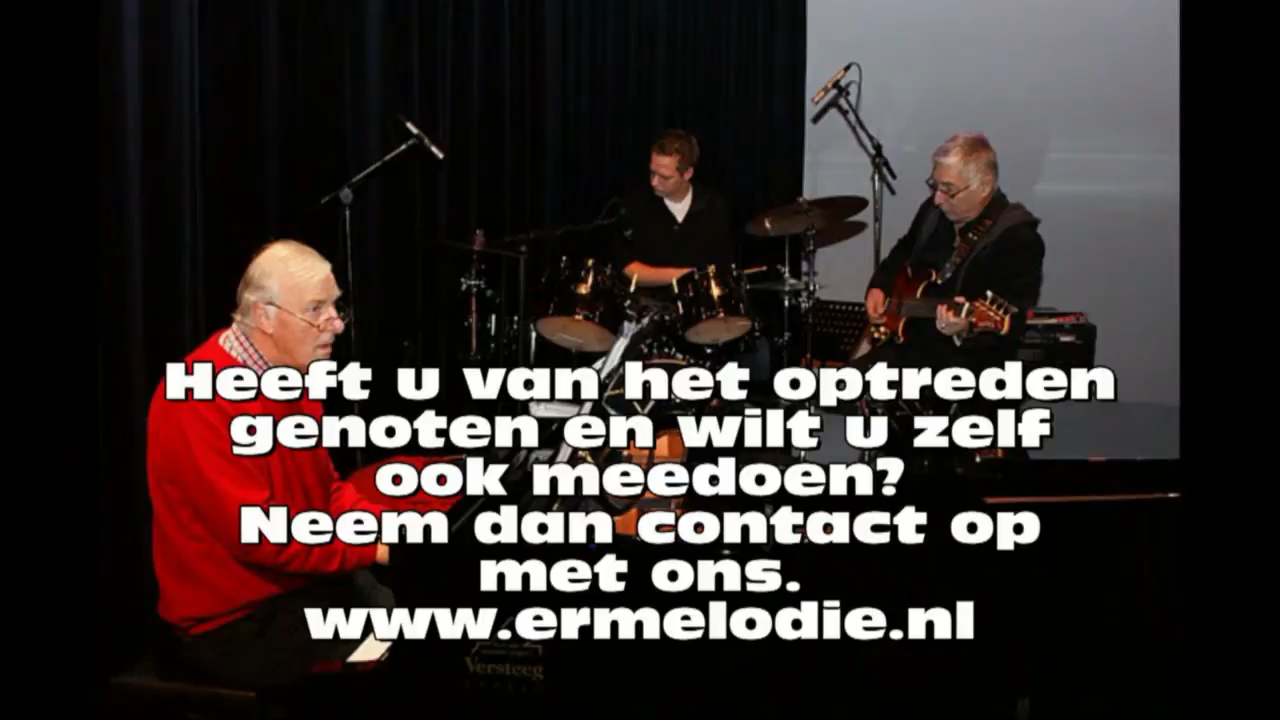 Heeft u van het optreden
genoten en wilt u zelf
ook meedoen?
Neem dan contact op
met ons.
www.ermelodie.nl
Versteeg